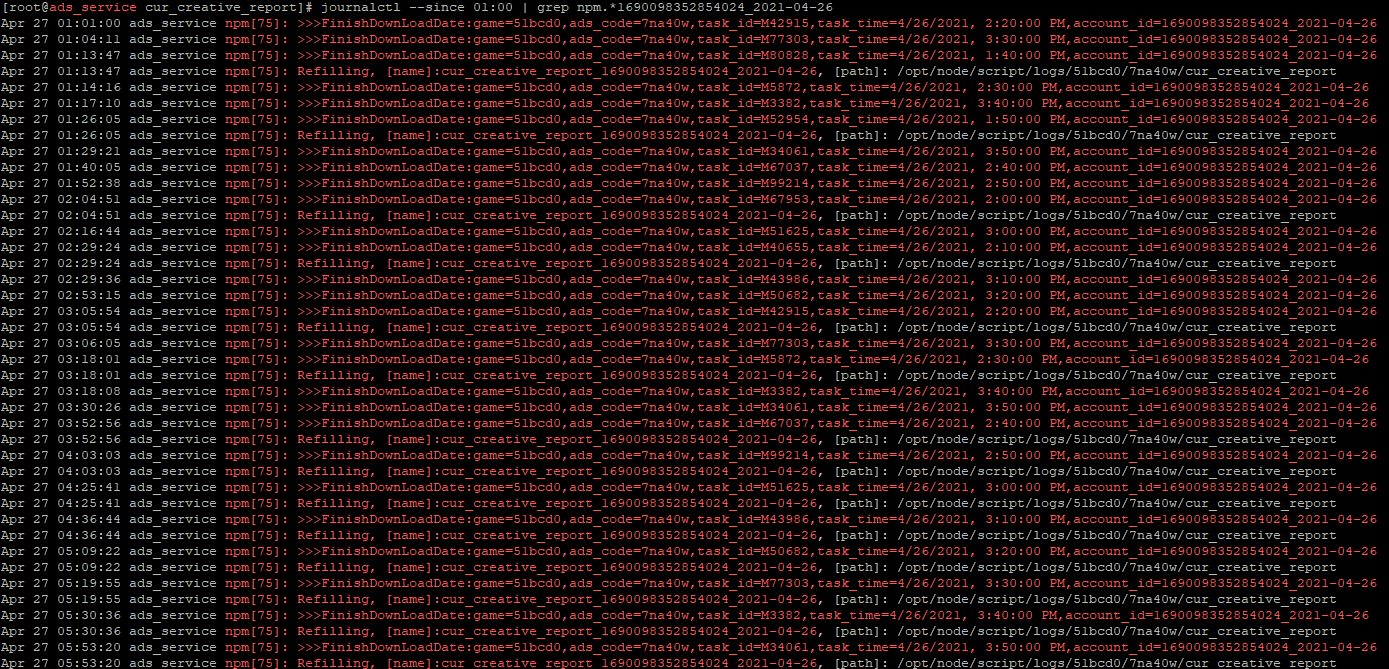 [root@ads_service cur_creative_report]# journalctl --since 01:00 | grep npm.*1690098352854024_2021-04-26
Apr 27 01:01:00 ads_service npm[75]: >>>FinishDownLoadDate:game=51bcd0,ads_code=7na40w,task_id=M42915,task_time=4/26/2021, 2:20:00 PM,account_id=1690098352854024_2021-04-26
Apr 27 01:04:11 ads_service npm[75]: >>>FinishDownLoadDate:game=51bcd0,ads_code=7na40w,task_id=M77303,task_time=4/26/2021, 3:30:00 PM,account_id=1690098352854024_2021-04-26
Apr 27 01:13:47 ads_service npm[75]: >>>FinishDownLoadDate:game=51bcd0,ads_code=7na40w,task_id=M80828,task_time=4/26/2021, 1:40:00 PM,account_id=1690098352854024_2021-04-26
Apr 27 01:13:47 ads_service npm[75]: Refilling, [name]:cur_creative_report_1690098352854024_2021-04-26, [path]: /opt/node/script/logs/51bcd0/7na40w/cur_creative_report
Apr 27 01:14:16 ads_service npm[75]: >>>FinishDownLoadDate:game=51bcd0,ads_code=7na40w,task_id=M5872,task_time=4/26/2021, 2:30:00 PM,account_id=1690098352854024_2021-04-26
Apr 27 01:17:10 ads_service npm[75]: >>>FinishDownLoadDate:game=51bcd0,ads_code=7na40w,task_id=M3382,task_time=4/26/2021, 3:40:00 PM,account_id=1690098352854024_2021-04-26
Apr 27 01:26:05 ads_service npm[75]: >>>FinishDownLoadDate:game=51bcd0,ads_code=7na40w,task_id=M52954,task_time=4/26/2021, 1:50:00 PM,account_id=1690098352854024_2021-04-26
Apr 27 01:26:05 ads_service npm[75]: Refilling, [name]:cur_creative_report_1690098352854024_2021-04-26, [path]: /opt/node/script/logs/51bcd0/7na40w/cur_creative_report
Apr 27 01:29:21 ads_service npm[75]: >>>FinishDownLoadDate:game=51bcd0,ads_code=7na40w,task_id=M34061,task_time=4/26/2021, 3:50:00 PM,account_id=1690098352854024_2021-04-26
Apr 27 01:40:05 ads_service npm[75]: >>>FinishDownLoadDate:game=51bcd0,ads_code=7na40w,task_id=M67037,task_time=4/26/2021, 2:40:00 PM,account_id=1690098352854024_2021-04-26
Apr 27 01:52:38 ads_service npm[75]: >>>FinishDownLoadDate:game=51bcd0,ads_code=7na40w,task_id=M99214,task_time=4/26/2021, 2:50:00 PM,account_id=1690098352854024_2021-04-26
Apr 27 02:04:51 ads_service npm[75]: >>>FinishDownLoadDate:game=51bcd0,ads_code=7na40w,task_id=M67953,task_time=4/26/2021, 2:00:00 PM,account_id=1690098352854024_2021-04-26
Apr 27 02:04:51 ads_service npm[75]: Refilling, [name]:cur_creative_report_1690098352854024_2021-04-26, [path]: /opt/node/script/logs/51bcd0/7na40w/cur_creative_report
Apr 27 02:16:44 ads_service npm[75]: >>>FinishDownLoadDate:game=51bcd0,ads_code=7na40w,task_id=M51625,task_time=4/26/2021, 3:00:00 PM,account_id=1690098352854024_2021-04-26
Apr 27 02:29:24 ads_service npm[75]: >>>FinishDownLoadDate:game=51bcd0,ads_code=7na40w,task_id=M40655,task_time=4/26/2021, 2:10:00 PM,account_id=1690098352854024_2021-04-26
Apr 27 02:29:24 ads_service npm[75]: Refilling, [name]:cur_creative_report_1690098352854024_2021-04-26, [path]: /opt/node/script/logs/51bcd0/7na40w/cur_creative_report
Apr 27 02:29:36 ads_service npm[75]: >>>FinishDownLoadDate:game=51bcd0,ads_code=7na40w,task_id=M43986,task_time=4/26/2021, 3:10:00 PM,account_id=1690098352854024_2021-04-26
Apr 27 02:53:15 ads_service npm[75]: >>>FinishDownLoadDate:game=51bcd0,ads_code=7na40w,task_id=M50682,task_time=4/26/2021, 3:20:00 PM,account_id=1690098352854024_2021-04-26
Apr 27 03:05:54 ads_service npm[75]: >>>FinishDownLoadDate:game=51bcd0,ads_code=7na40w,task_id=M42915,task_time=4/26/2021, 2:20:00 PM,account_id=1690098352854024_2021-04-26
Apr 27 03:05:54 ads_service npm[75]: Refilling, [name]:cur_creative_report_1690098352854024_2021-04-26, [path]: /opt/node/script/logs/51bcd0/7na40w/cur_creative_report
Apr 27 03:06:05 ads_service npm[75]: >>>FinishDownLoadDate:game=51bcd0,ads_code=7na40w,task_id=M77303,task_time=4/26/2021, 3:30:00 PM,account_id=1690098352854024_2021-04-26
Apr 27 03:18:01 ads_service npm[75]: >>>FinishDownLoadDate:game=51bcd0,ads_code=7na40w,task_id=M5872,task_time=4/26/2021, 2:30:00 PM,account_id=1690098352854024_2021-04-26
Apr 27 03:18:01 ads_service npm[75]: Refilling, [name]:cur_creative_report_1690098352854024_2021-04-26, [path]: /opt/node/script/logs/51bcd0/7na40w/cur_creative_report
Apr 27 03:18:08 ads_service npm[75]: >>>FinishDownLoadDate:game=51bcd0,ads_code=7na40w,task_id=M3382,task_time=4/26/2021, 3:40:00 PM,account_id=1690098352854024_2021-04-26
Apr 27 03:30:26 ads_service npm[75]: >>>FinishDownLoadDate:game=51bcd0,ads_code=7na40w,task_id=M34061,task_time=4/26/2021, 3:50:00 PM,account_id=1690098352854024_2021-04-26
Apr 27 03:52:56 ads_service npm[75]: >>>FinishDownLoadDate:game=51bcd0,ads_code=7na40w,task_id=M67037,task_time=4/26/2021, 2:40:00 PM,account_id=1690098352854024_2021-04-26
Apr 27 03:52:56 ads_service npm[75]: Refilling, [name]:cur_creative_report_1690098352854024_2021-04-26, [path]: /opt/node/script/logs/51bcd0/7na40w/cur_creative_report
Apr 27 04:03:03 ads_service npm[75]: >>>FinishDownLoadDate:game=51bcd0,ads_code=7na40w,task_id=M99214,task_time=4/26/2021, 2:50:00 PM,account_id=1690098352854024_2021-04-26
Apr 27 04:03:03 ads_service npm[75]: Refilling, [name]:cur_creative_report_1690098352854024_2021-04-26, [path]: /opt/node/script/logs/51bcd0/7na40w/cur_creative_report
Apr 27 04:25:41 ads_service npm[75]: >>>FinishDownLoadDate:game=51bcd0,ads_code=7na40w,task_id=M51625,task_time=4/26/2021, 3:00:00 PM,account_id=1690098352854024_2021-04-26
Apr 27 04:25:41 ads_service npm[75]: Refilling, [name]:cur_creative_report_1690098352854024_2021-04-26, [path]: /opt/node/script/logs/51bcd0/7na40w/cur_creative_report
Apr 27 04:36:44 ads_service npm[75]: >>>FinishDownLoadDate:game=51bcd0,ads_code=7na40w,task_id=M43986,task_time=4/26/2021, 3:10:00 PM,account_id=1690098352854024_2021-04-26
Apr 27 04:36:44 ads_service npm[75]: Refilling, [name]:cur_creative_report_1690098352854024_2021-04-26, [path]: /opt/node/script/logs/51bcd0/7na40w/cur_creative_report
Apr 27 05:09:22 ads_service npm[75]: >>>FinishDownLoadDate:game=51bcd0,ads_code=7na40w,task_id=M50682,task_time=4/26/2021, 3:20:00 PM,account_id=1690098352854024_2021-04-26
Apr 27 05:09:22 ads_service npm[75]: Refilling, [name]:cur_creative_report_1690098352854024_2021-04-26, [path]: /opt/node/script/logs/51bcd0/7na40w/cur_creative_report
Apr 27 05:19:55 ads_service npm[75]: >>>FinishDownLoadDate:game=51bcd0,ads_code=7na40w,task_id=M77303,task_time=4/26/2021, 3:30:00 PM,account_id=1690098352854024_2021-04-26
Apr 27 05:19:55 ads_service npm[75]: Refilling, [name]:cur_creative_report_1690098352854024_2021-04-26, [path]: /opt/node/script/logs/51bcd0/7na40w/cur_creative_report
Apr 27 05:30:36 ads_service npm[75]: >>>FinishDownLoadDate:game=51bcd0,ads_code=7na40w,task_id=M3382,task_time=4/26/2021, 3:40:00 PM,account_id=1690098352854024_2021-04-26
Apr 27 05:30:36 ads_service npm[75]: Refilling, [name]:cur_creative_report_1690098352854024_2021-04-26, [path]: /opt/node/script/logs/51bcd0/7na40w/cur_creative_report
Apr 27 05:53:20 ads_service npm[75]: >>>FinishDownLoadDate:game=51bcd0,ads_code=7na40w,task_id=M34061,task_time=4/26/2021, 3:50:00 PM,account_id=1690098352854024_2021-04-26
Apr 27 05:53:20 ads_service npm[75]: Refilling, [name]:cur_creative_report_1690098352854024_2021-04-26, [path]: /opt/node/script/logs/51bcd0/7na40w/cur_creative_report